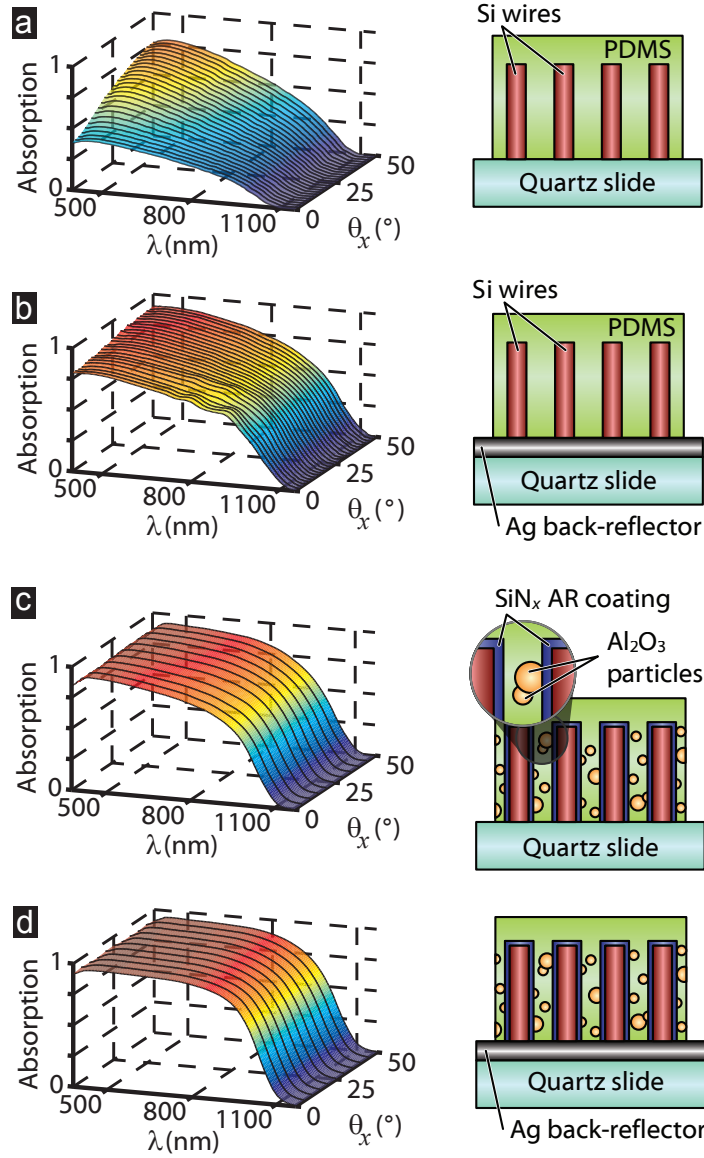 a
1
Absorption
0
500
800
1100
λ(nm)
0
25
50
θx(°)
Si wires
PDMS
Quartz slide
b
1
Absorption
0
500
800
1100
λ(nm)
0
25
50
θx(°)
Si wires
PDMS
Quartz slide
Ag back-reflector
c
1
Absorption
0
500
800
1100
λ(nm)
0
25
50
θx(°)
SiNx AR coating
Al₂O₃
particles
Quartz slide
d
1
Absorption
0
500
800
1100
λ(nm)
0
25
50
θx(°)
Quartz slide
Ag back-reflector